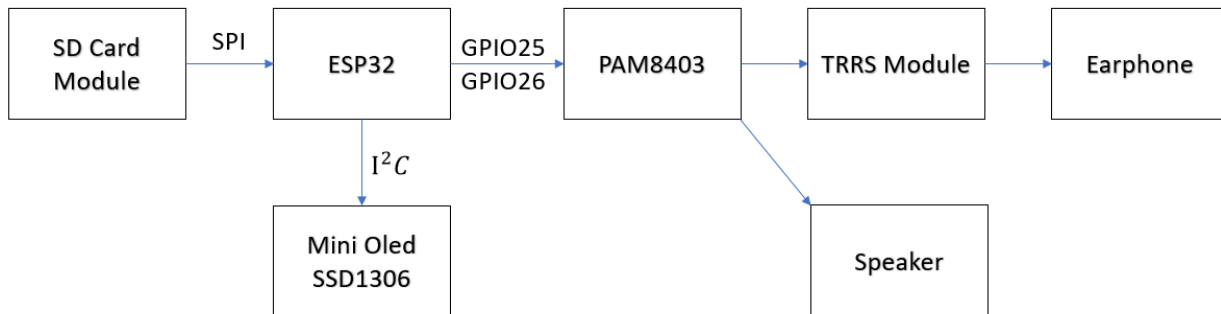 SD Card
Module
SPI
ESP32
GPIO25
GPIO26
PAM8403
TRRS Module
Earphone
I²C
Mini Oled
SSD1306
Speaker